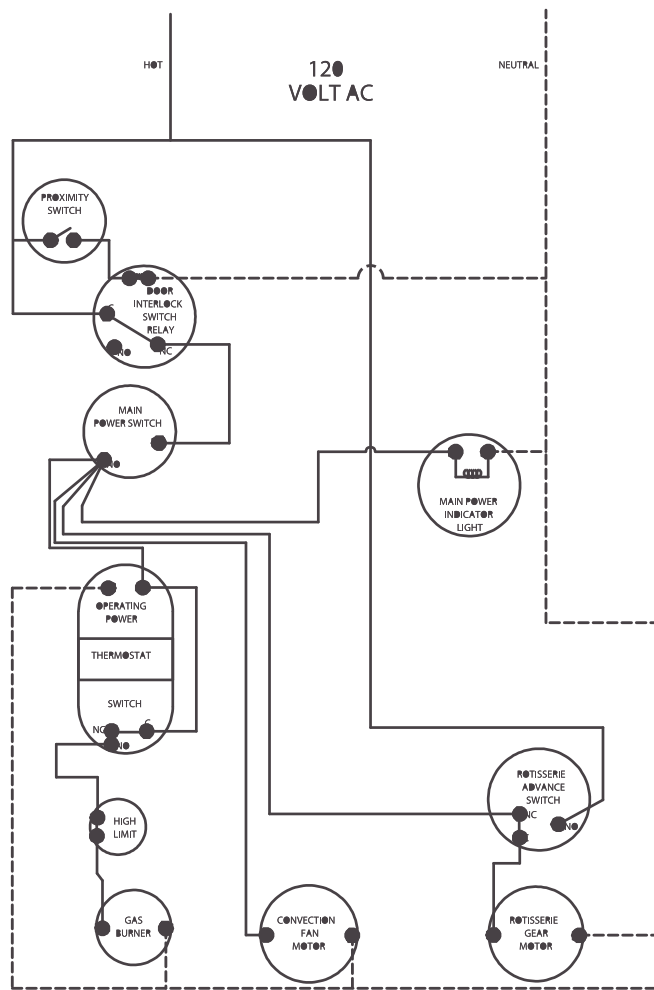 HOT
120
VOLT AC
NEUTRAL
PROXIMITY
SWITCH
DOOR
INTERLOCK
SWITCH
RELAY
C
NO
NC
MAIN
POWER SWITCH
NO
MAIN POWER
INDICATOR
LIGHT
OPERATING
POWER
THERMOSTAT
SWITCH
NC
C
NO
ROTISSERIE
ADVANCE
SWITCH
NC
NO
C
HIGH
LIMIT
GAS
BURNER
CONVECTION
FAN
MOTOR
ROTISSERIE
GEAR
MOTOR